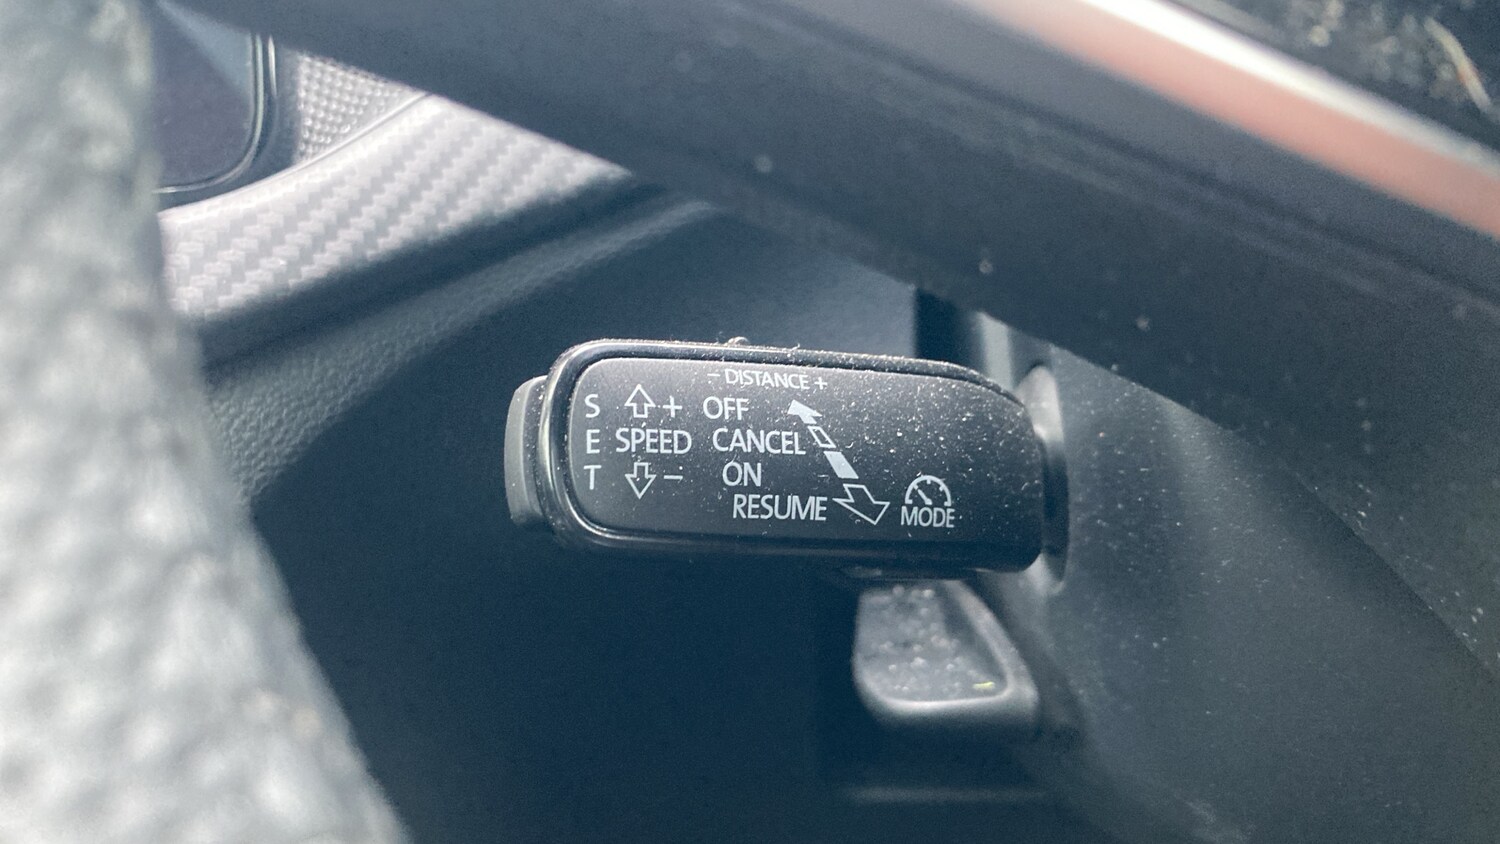 - DISTANCE +
S + OFF
E SPEED CANCEL
T - ON
RESUME
MODE